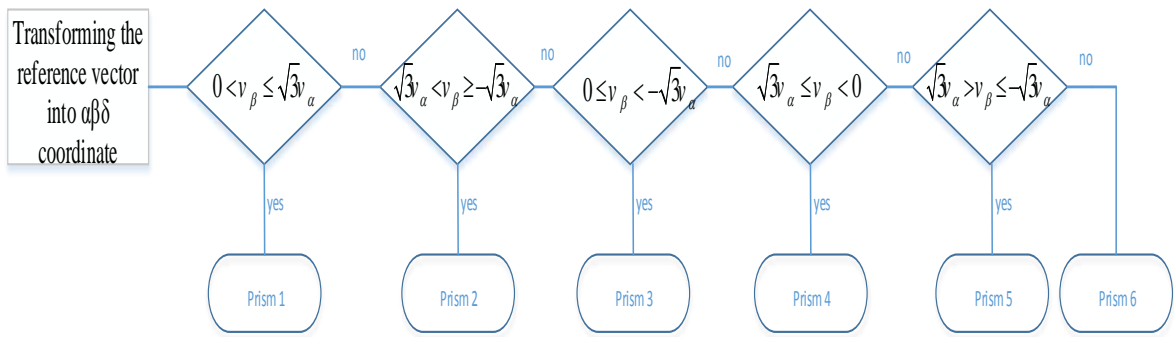 Transforming the
reference vector
into αβδ
coordinate
0 < v_β ≤ √3v_α
no
√3v_α < v_β ≥ −√3v_α
no
0 ≤ v_β < −√3v_α
no
√3v_α ≤ v_β < 0
no
√3v_α > v_β ≤ −√3v_α
no
yes
yes
yes
yes
yes
Prism 1
Prism 2
Prism 3
Prism 4
Prism 5
Prism 6